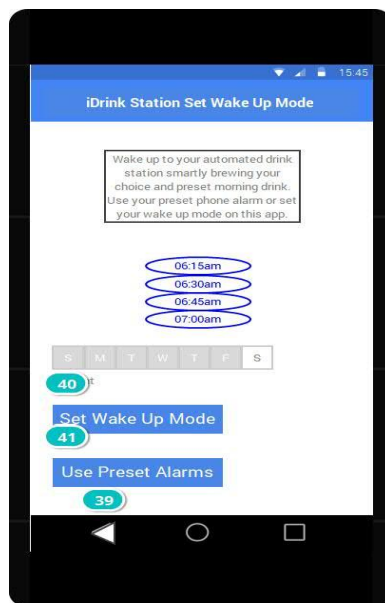 15:45
iDrink Station Set Wake Up Mode
Wake up to your automated drink
station smartly brewing your
choice and preset morning drink.
Use your preset phone alarm or set
your wake up mode on this app.
06:15am
06:30am
06:45am
07:00am
S M T W T F S
40
Set Wake Up Mode
41
Use Preset Alarms
39